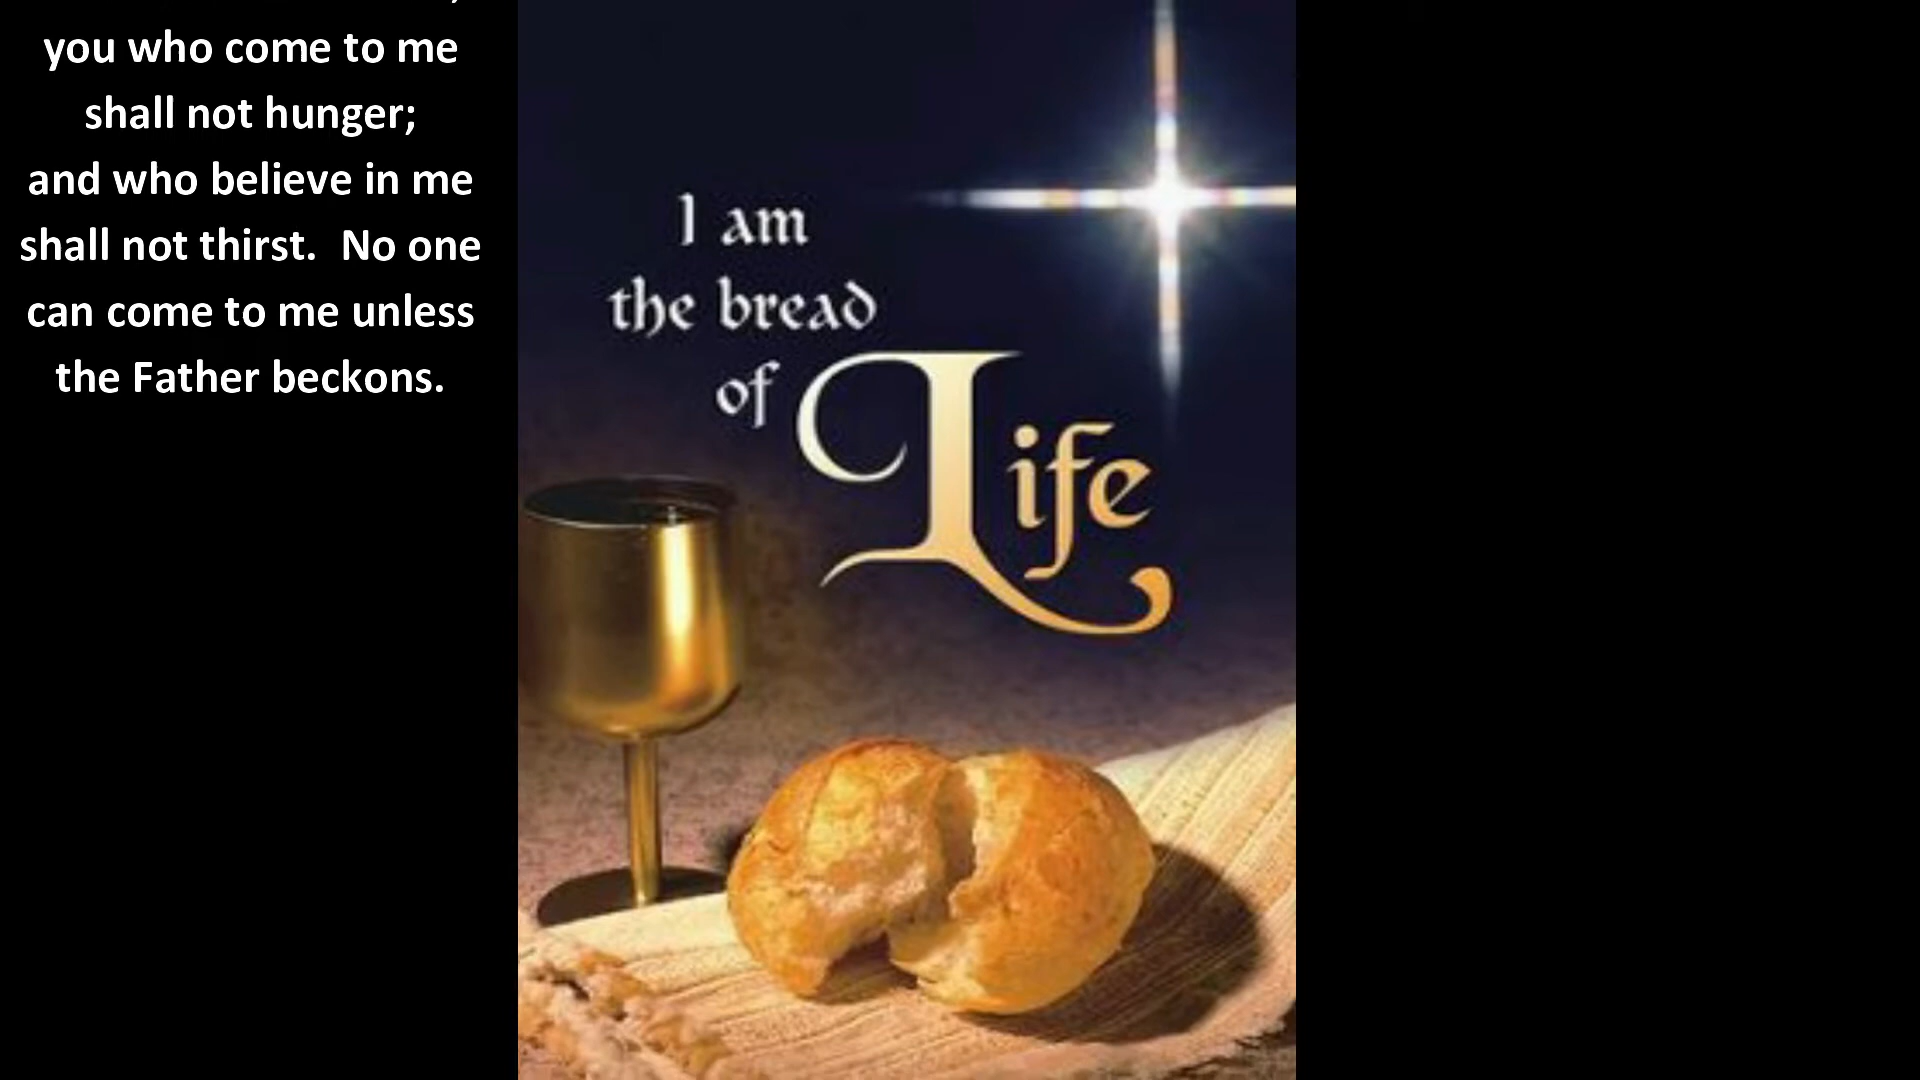 you who come to me
shall not hunger;
and who believe in me
shall not thirst.  No one
can come to me unless
the Father beckons.
I am
the bread
of Life